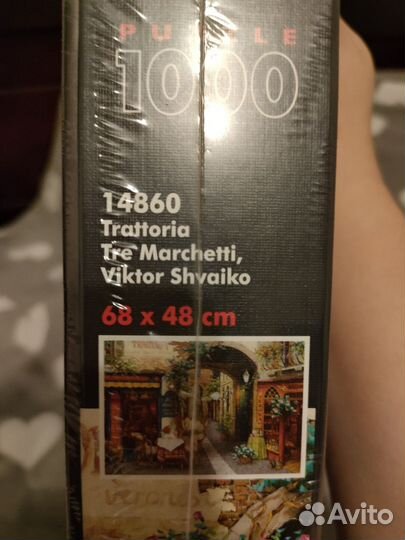 PUZZLE
1000
14860
Trattoria
Tre Marchetti,
Viktor Shvaiko
68 x 48 cm
Avito